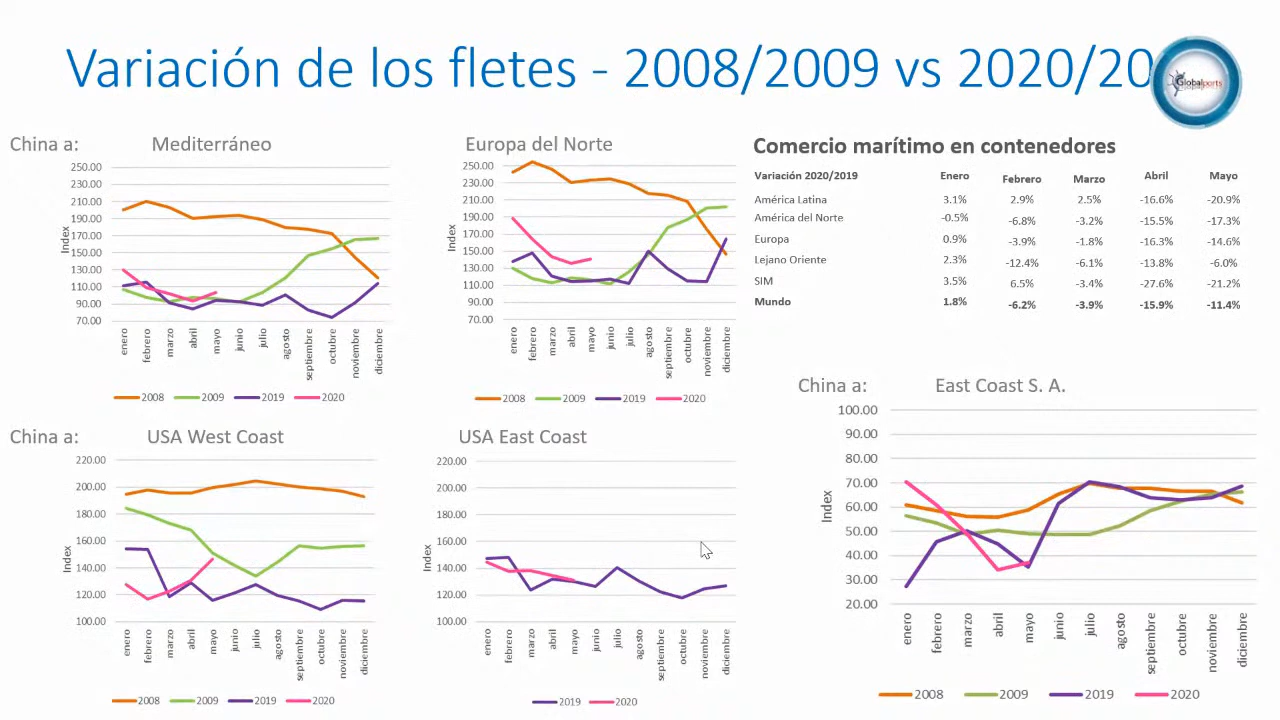 Variación de los fletes - 2008/2009 vs 2020/20
Globalports
China a: Mediterráneo
250.00
230.00
210.00
190.00
170.00
150.00
130.00
110.00
90.00
70.00
Index
enero febrero marzo abril mayo junio julio agosto septiembre octubre noviembre diciembre
2008 2009 2019 2020
Europa del Norte
250.00
230.00
210.00
190.00
170.00
150.00
130.00
110.00
90.00
70.00
Index
enero febrero marzo abril mayo junio julio agosto septiembre octubre noviembre diciembre
2008 2009 2019 2020
Comercio marítimo en contenedores
Variación 2020/2019 Enero Febrero Marzo Abril Mayo
América Latina 3.1% 2.9% 2.5% -16.6% -20.9%
América del Norte -0.5% -6.8% -3.2% -15.5% -17.3%
Europa 0.9% -3.9% -1.8% -16.3% -14.6%
Lejano Oriente 2.3% -12.4% -6.1% -13.8% -6.0%
SIM 3.5% 6.5% -3.4% -27.6% -21.2%
Mundo 1.8% -6.2% -3.9% -15.9% -11.4%
China a: USA West Coast
220.00
200.00
180.00
160.00
140.00
120.00
100.00
Index
enero febrero marzo abril mayo junio julio agosto septiembre octubre noviembre diciembre
2008 2009 2019 2020
USA East Coast
220.00
200.00
180.00
160.00
140.00
120.00
100.00
Index
enero febrero marzo abril mayo junio julio agosto septiembre octubre noviembre diciembre
2019 2020
China a: East Coast S. A.
100.00
90.00
80.00
70.00
60.00
50.00
40.00
30.00
20.00
Index
enero febrero marzo abril mayo junio julio agosto septiembre octubre noviembre diciembre
2008 2009 2019 2020